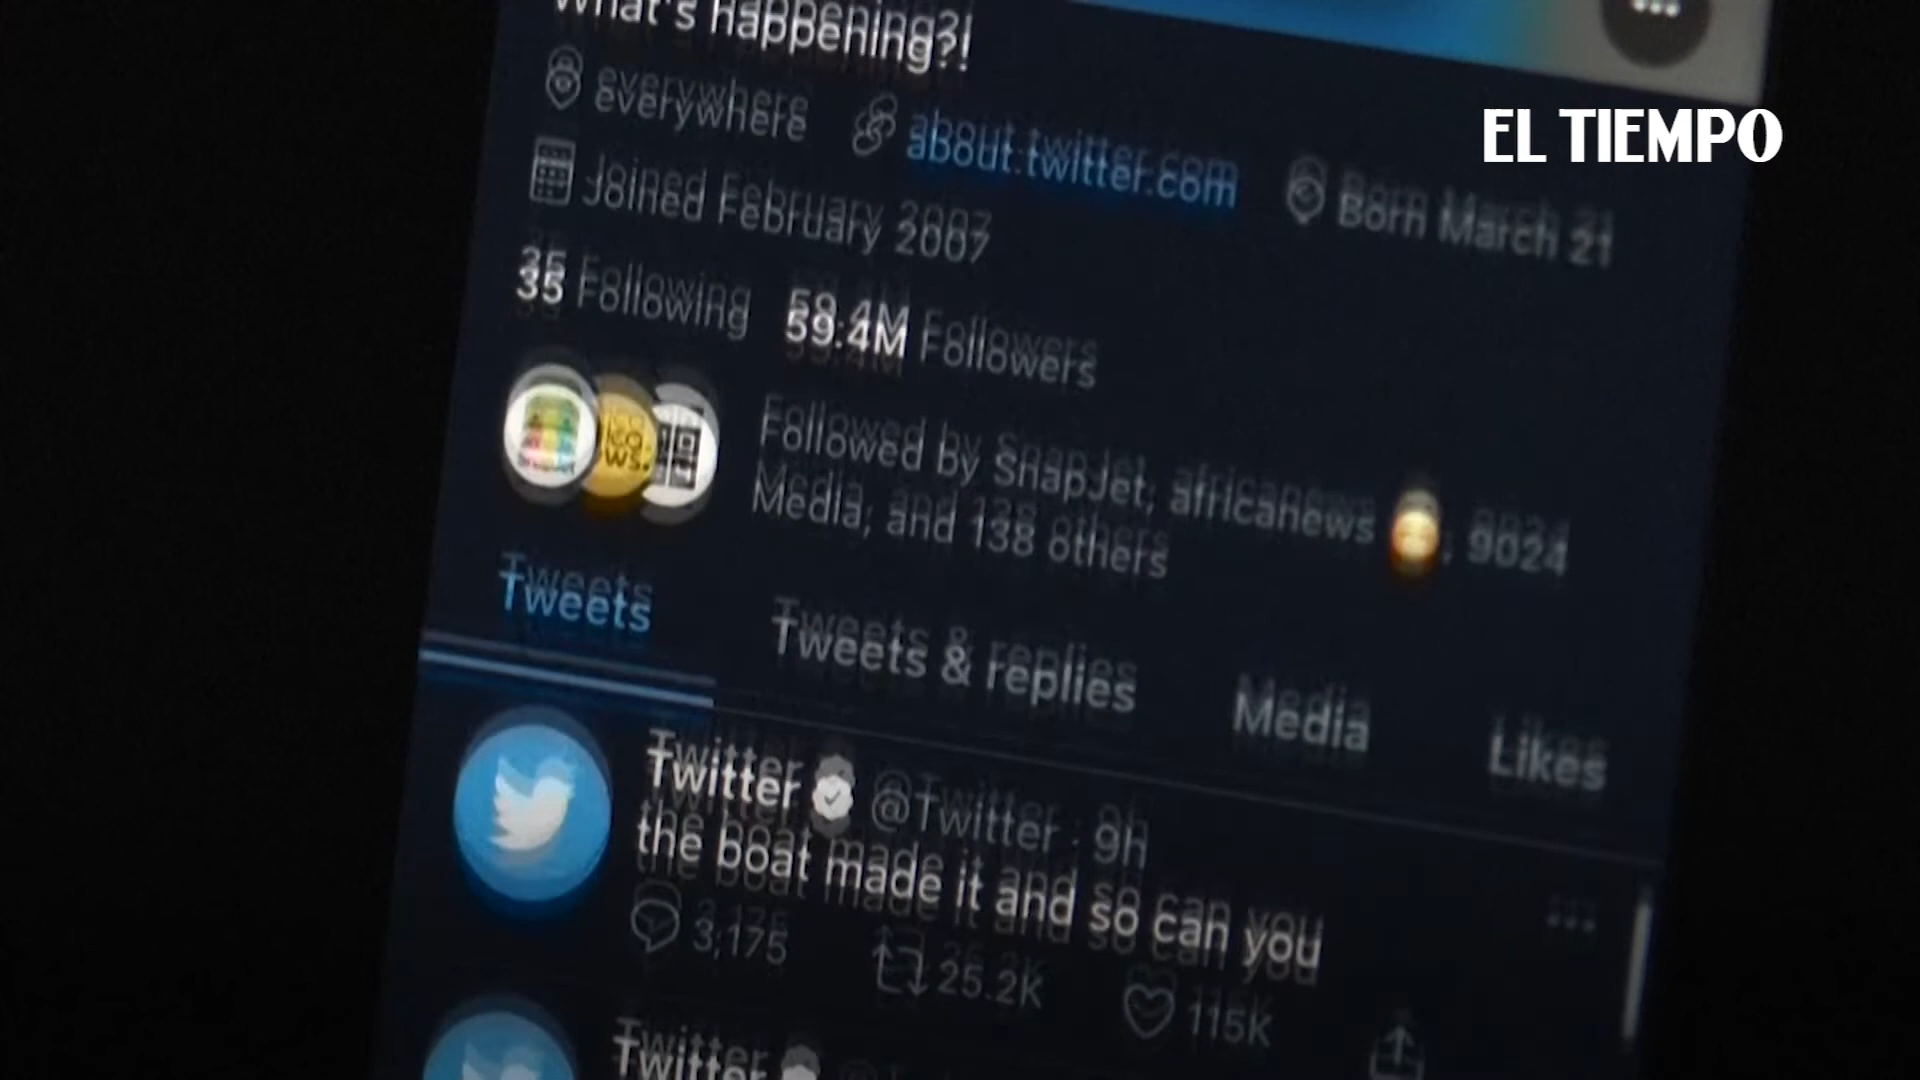 What's happening?!
EL TIEMPO
everywhere about.twitter.com Born March 21
Joined February 2007
35 Following 59.4M Followers
Followed by SnapJet, africanews , 9024
Media, and 138 others
Tweets Tweets & replies Media Likes
Twitter @Twitter · 9h
the boat made it and so can you
3,175 25.2K 115K
Twitter